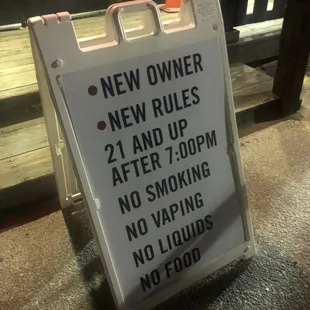 • NEW OWNER
• NEW RULES
21 AND UP
AFTER 7:00PM
NO SMOKING
NO VAPING
NO LIQUIDS
NO FOOD